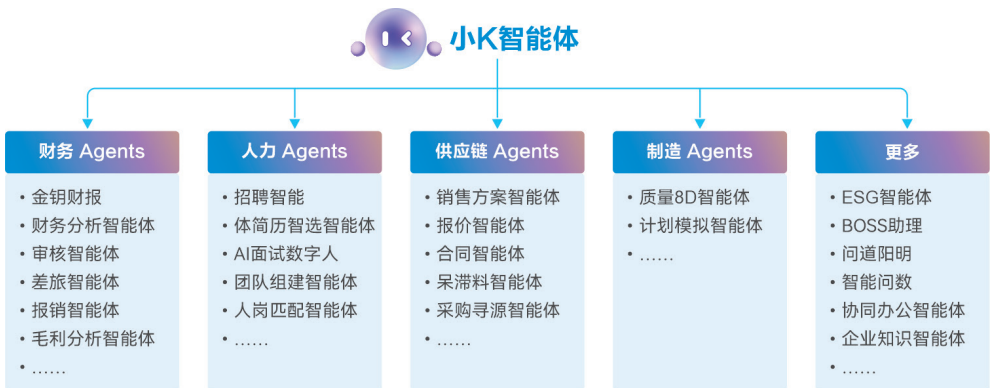 小K智能体
财务 Agents
• 金钥财报
• 财务分析智能体
• 审核智能体
• 差旅智能体
• 报销智能体
• 毛利分析智能体
• ……
人力 Agents
• 招聘智能
• 体简历智选智能体
• AI面试数字人
• 团队组建智能体
• 人岗匹配智能体
• ……
供应链 Agents
• 销售方案智能体
• 报价智能体
• 合同智能体
• 呆滞料智能体
• 采购寻源智能体
• ……
制造 Agents
• 质量8D智能体
• 计划模拟智能体
• ……
更多
• ESG智能体
• BOSS助理
• 问道阳明
• 智能问数
• 协同办公智能体
• 企业知识智能体
• ……